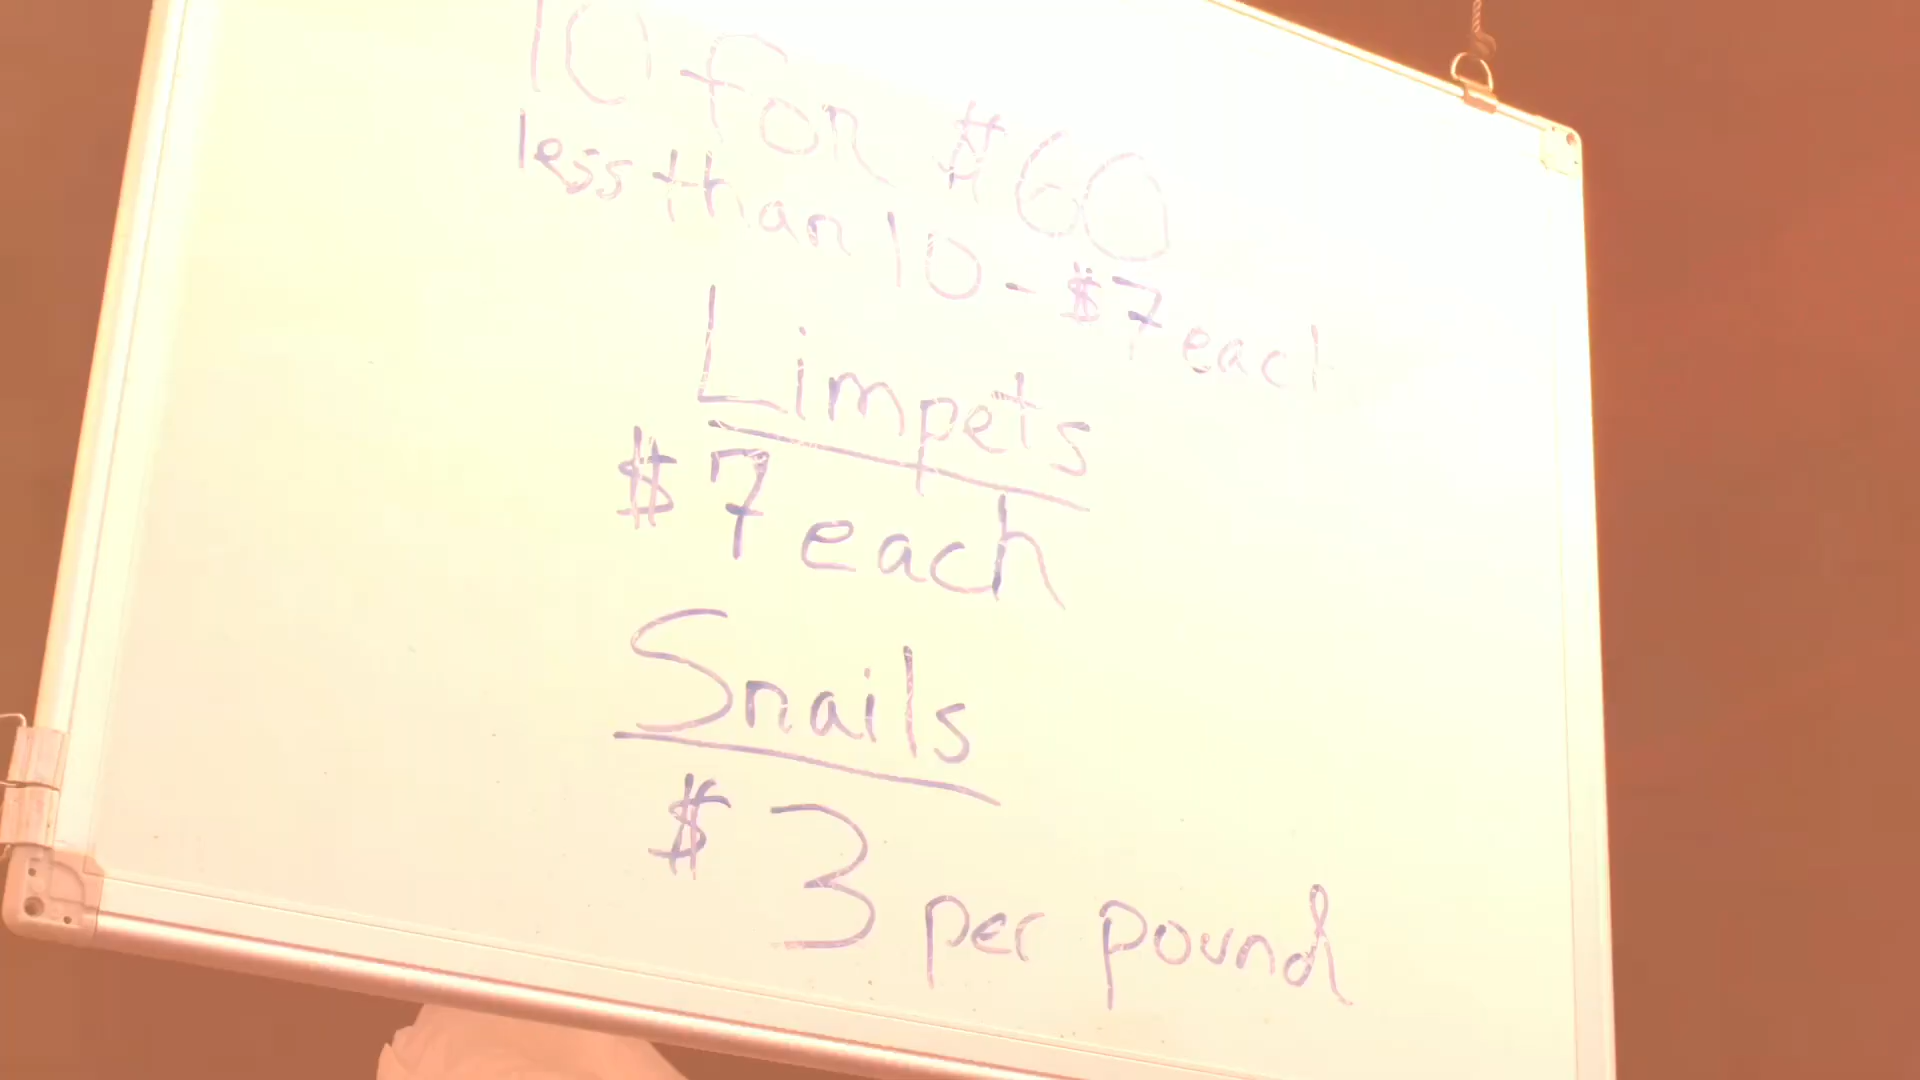 10 for $60
less than 10 - $7 each
Limpets
$7 each
Snails
$3 per pound